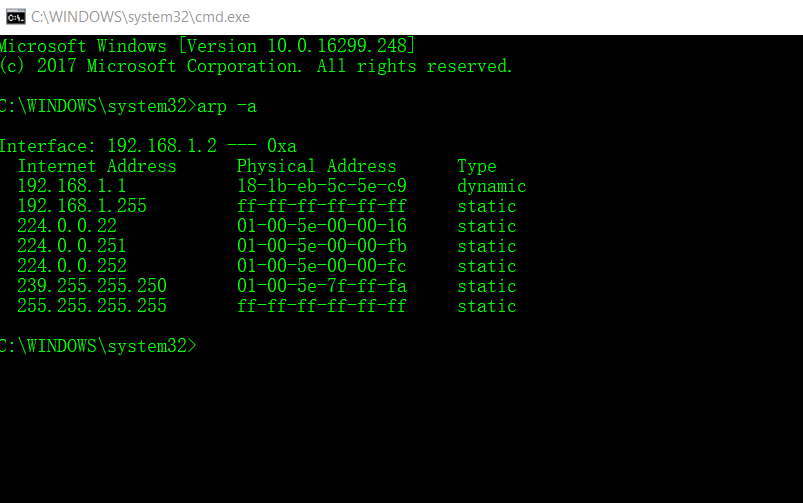 C:\WINDOWS\system32\cmd.exe
Microsoft Windows [Version 10.0.16299.248]
(c) 2017 Microsoft Corporation. All rights reserved.
C:\WINDOWS\system32>arp -a
Interface: 192.168.1.2 --- 0xa
Internet Address Physical Address Type
192.168.1.1 18-1b-eb-5c-5e-c9 dynamic
192.168.1.255 ff-ff-ff-ff-ff-ff static
224.0.0.22 01-00-5e-00-00-16 static
224.0.0.251 01-00-5e-00-00-fb static
224.0.0.252 01-00-5e-00-00-fc static
239.255.255.250 01-00-5e-7f-ff-fa static
255.255.255.255 ff-ff-ff-ff-ff-ff static
C:\WINDOWS\system32>